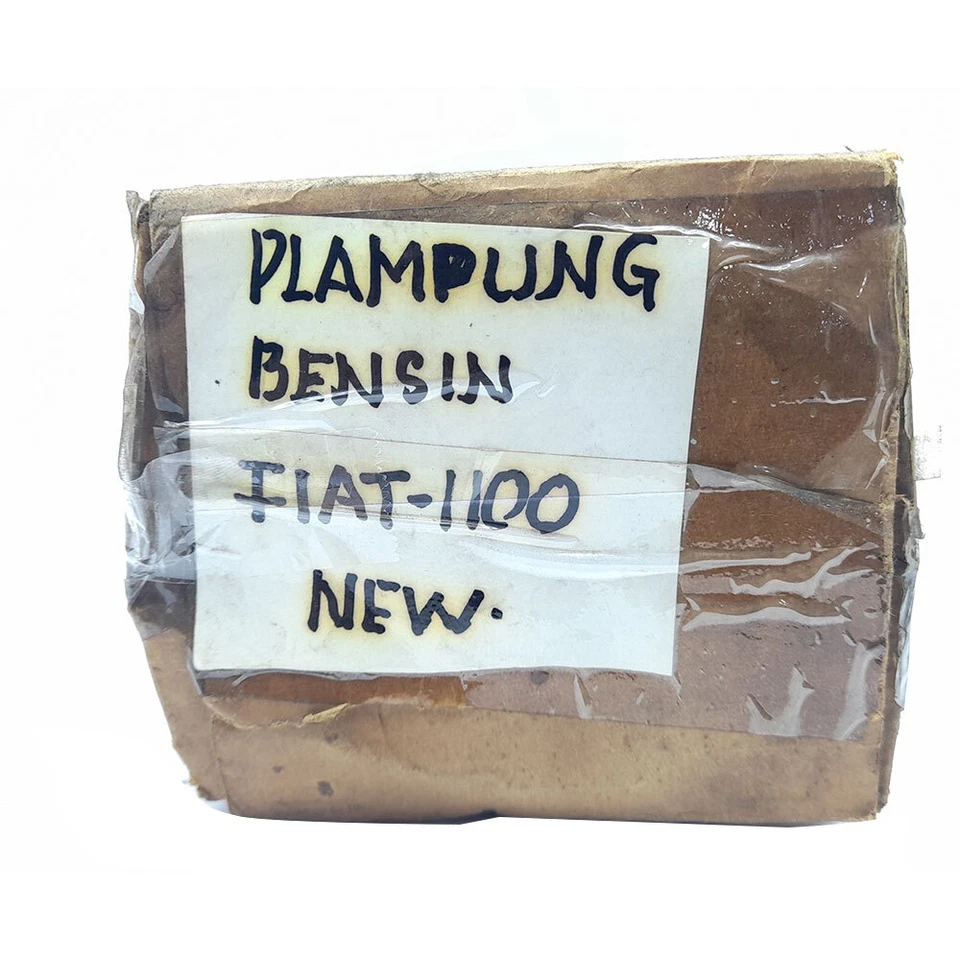 PLAMPUNG
BENSIN
FIAT-1100
NEW.